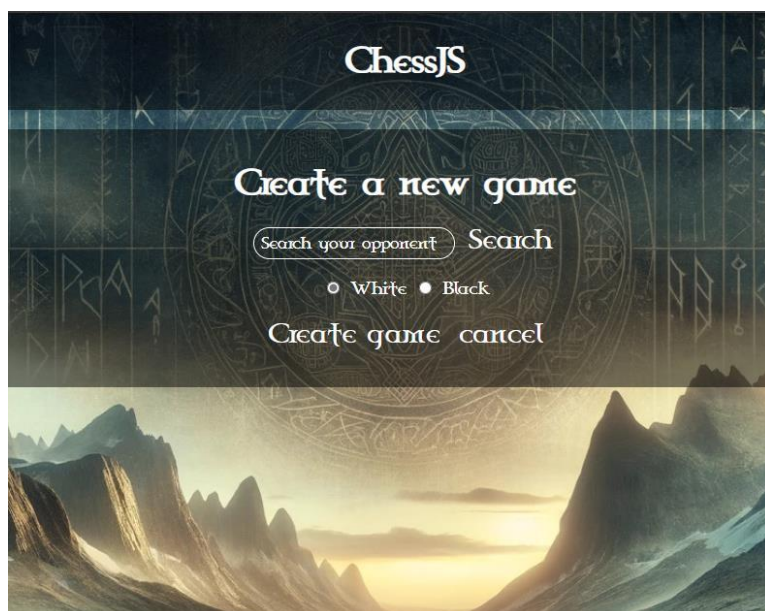 ChessJS
Create a new game
Search your opponent Search
White Black
Create game cancel